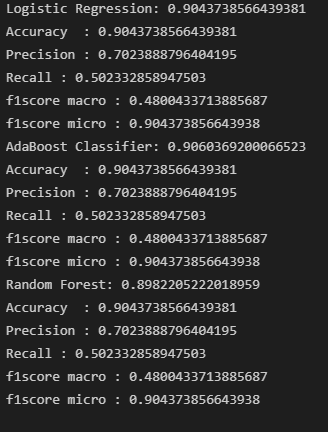 Logistic Regression: 0.9043738566439381
Accuracy  : 0.9043738566439381
Precision : 0.7023888796404195
Recall : 0.502332858947503
f1score macro : 0.4800433713885687
f1score micro : 0.904373856643938
AdaBoost Classifier: 0.9060369200066523
Accuracy  : 0.9043738566439381
Precision : 0.7023888796404195
Recall : 0.502332858947503
f1score macro : 0.4800433713885687
f1score micro : 0.904373856643938
Random Forest: 0.8982205222018959
Accuracy  : 0.9043738566439381
Precision : 0.7023888796404195
Recall : 0.502332858947503
f1score macro : 0.4800433713885687
f1score micro : 0.904373856643938